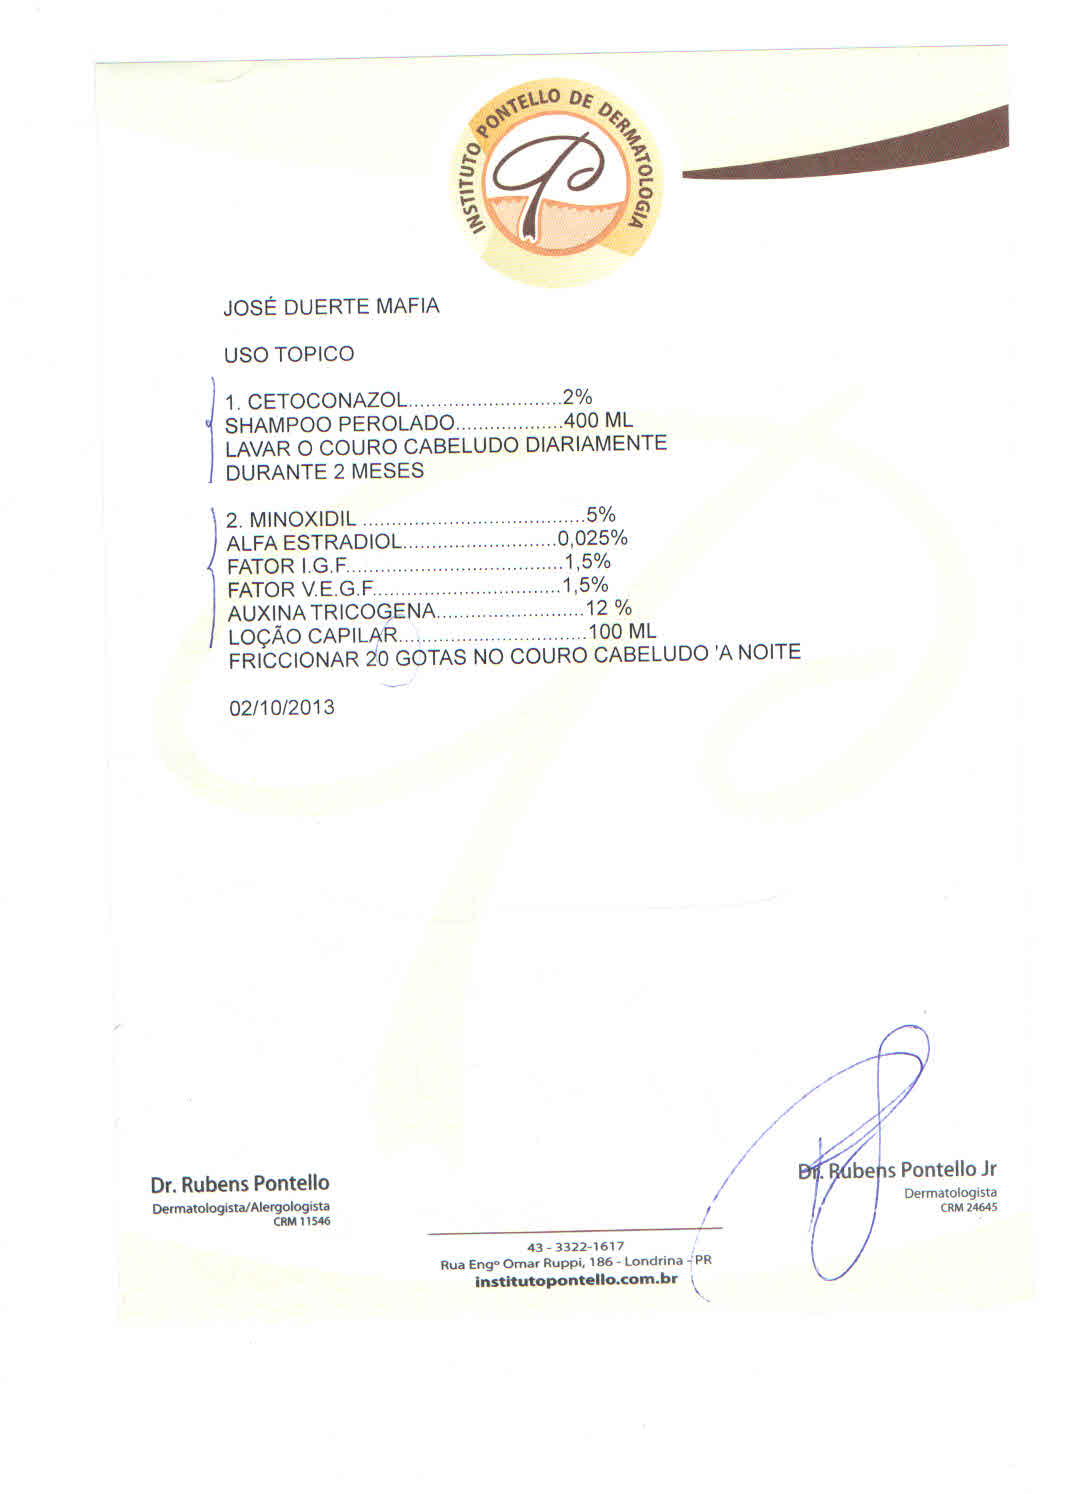 INSTITUTO PONTELLO DE DERMATOLOGIA
JOSÉ DUERTE MAFIA
USO TOPICO
1. CETOCONAZOL...........................2%
SHAMPOO PEROLADO...................400 ML
LAVAR O COURO CABELUDO DIARIAMENTE
DURANTE 2 MESES
2. MINOXIDIL .......................................5%
ALFA ESTRADIOL...........................0,025%
FATOR I.G.F......................................1,5%
FATOR V.E.G.F.................................1,5%
AUXINA TRICOGENA..........................12 %
LOÇÃO CAPILAR.................................100 ML
FRICCIONAR 20 GOTAS NO COURO CABELUDO 'A NOITE
02/10/2013
Dr. Rubens Pontello
Dermatologista/Alergologista
CRM 11546
Dr. Rubens Pontello Jr
Dermatologista
CRM 24645
43 - 3322-1617
Rua Engº Omar Ruppi, 186 - Londrina - PR
institutopontello.com.br